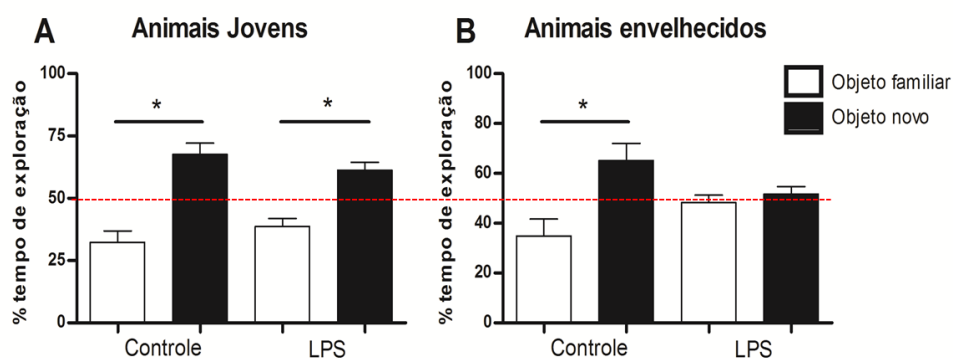 A Animais Jovens
% tempo de exploração
100
75
50
25
0
*
*
Controle LPS
B Animais envelhecidos
% tempo de exploração
100
80
60
40
20
0
*
Controle LPS
Objeto familiar
Objeto novo